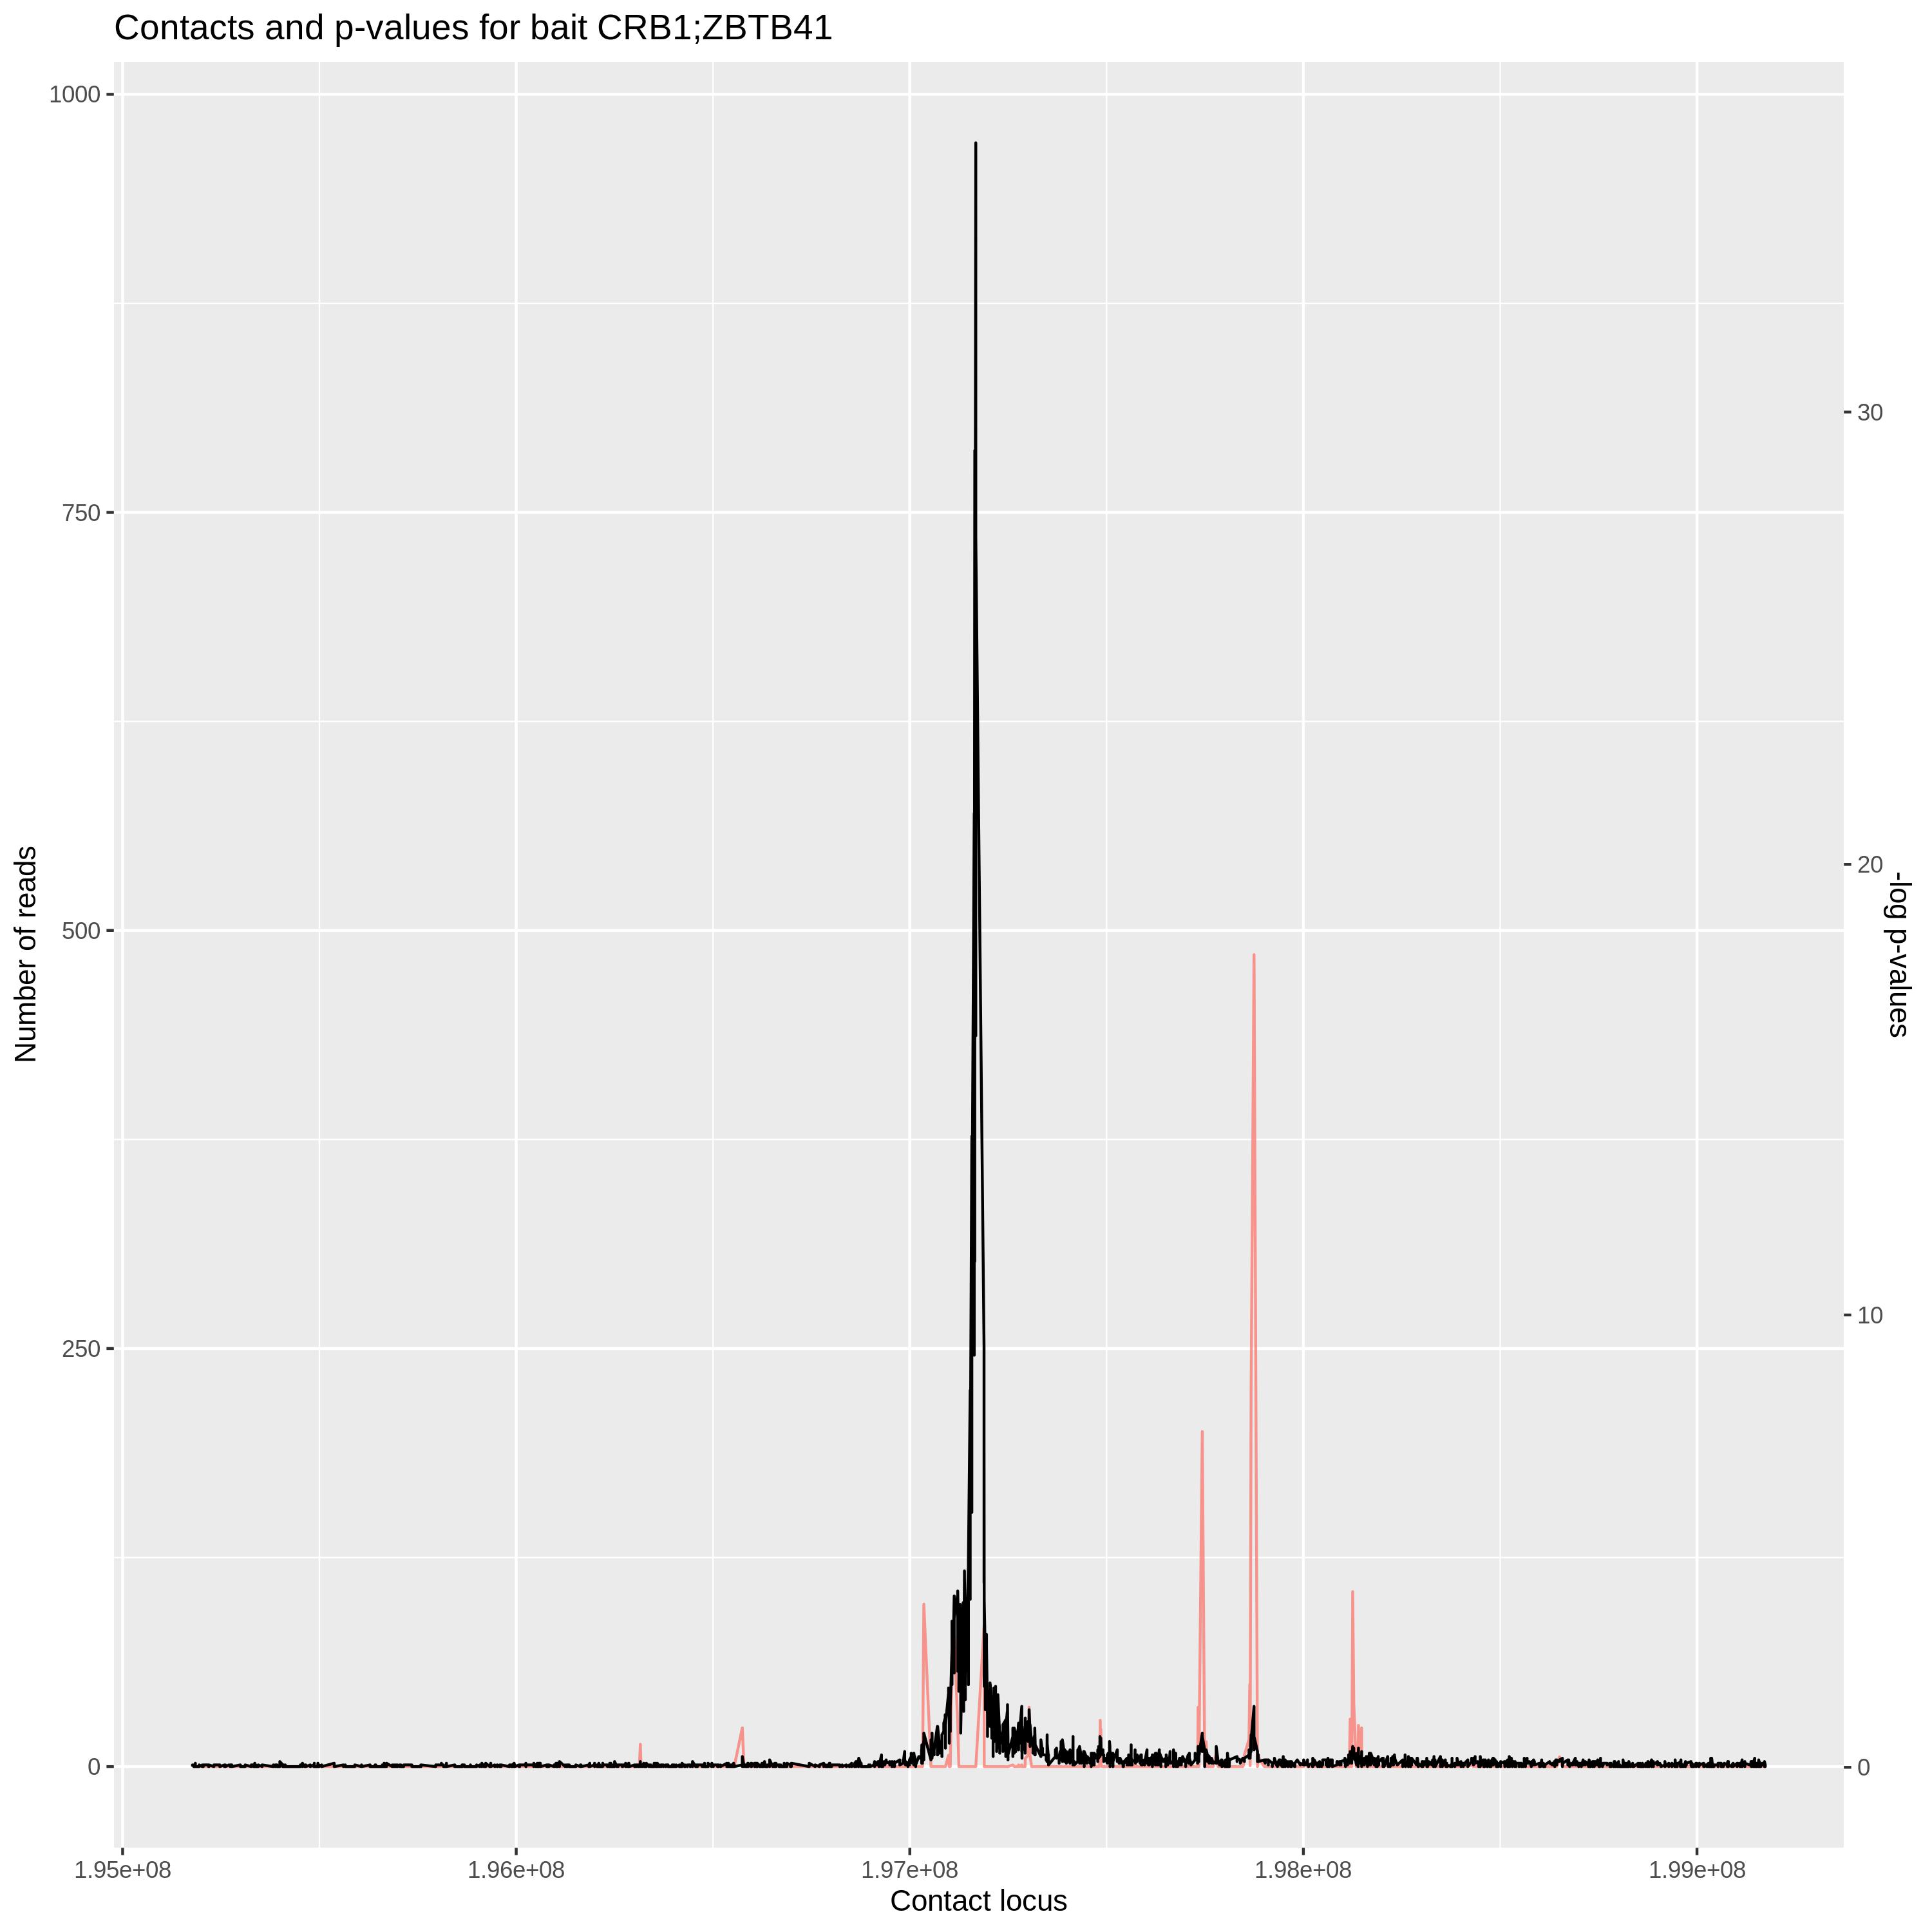 Contacts and p-values for bait CRB1;ZBTB41
1000
750
500
250
0
Number of reads
30
20
10
0
-log p-values
1.95e+08
1.96e+08
1.97e+08
1.98e+08
1.99e+08
Contact locus